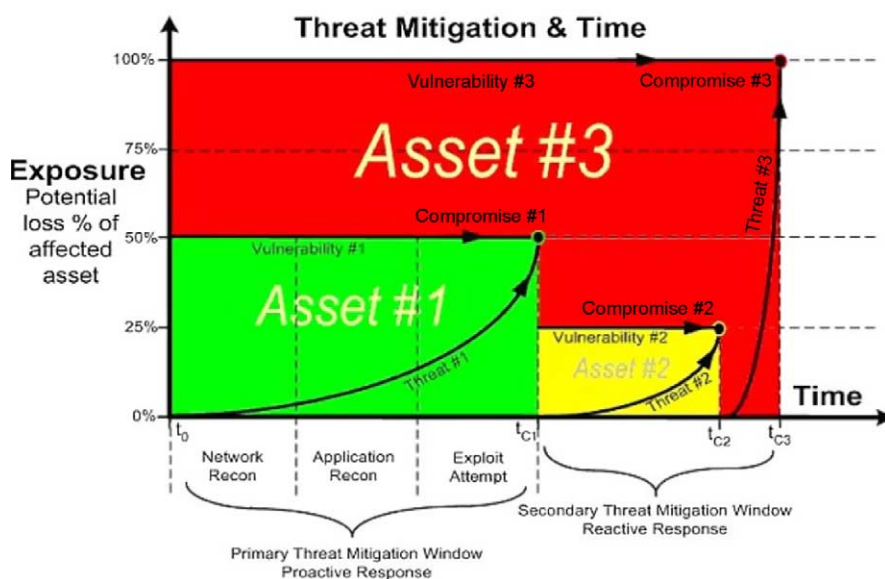 Threat Mitigation & Time
100%
Vulnerability #3
Compromise #3
Asset #3
75%
Exposure
Potential
loss % of
affected
asset
Threat #3
Compromise #1
50%
Vulnerability #1
Asset #1
Compromise #2
25%
Vulnerability #2
Asset #2
Threat #1
Threat #2
Time
0%
t0
tC1
tC2
tC3
Network
Recon
Application
Recon
Exploit
Attempt
Secondary Threat Mitigation Window
Reactive Response
Primary Threat Mitigation Window
Proactive Response